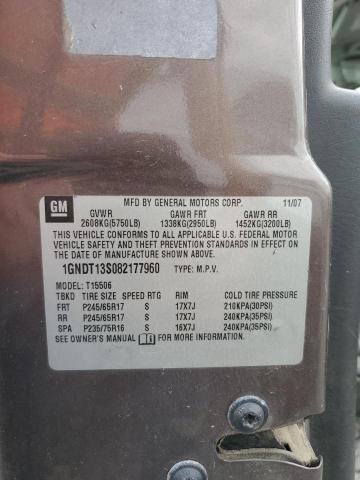 GM
MFD BY GENERAL MOTORS CORP. 11/07
GVWR GAWR FRT GAWR RR
2608KG(5750LB) 1338KG(2950LB) 1452KG(3200LB)
THIS VEHICLE CONFORMS TO ALL APPLICABLE U.S. FEDERAL
MOTOR VEHICLE SAFETY AND THEFT PREVENTION STANDARDS
IN EFFECT ON THE DATE OF MANUFACTURE SHOWN ABOVE.
1GNDT13S082177960 TYPE: M.P.V.
MODEL: T15506
TBKD TIRE SIZE SPEED RTG RIM COLD TIRE PRESSURE
FRT P245/65R17 S 17X7J 210KPA(30PSI)
RR P245/65R17 S 17X7J 240KPA(35PSI)
SPA P235/75R16 S 16X7J 240KPA(35PSI)
SEE OWNER'S MANUAL FOR MORE INFORMATION.